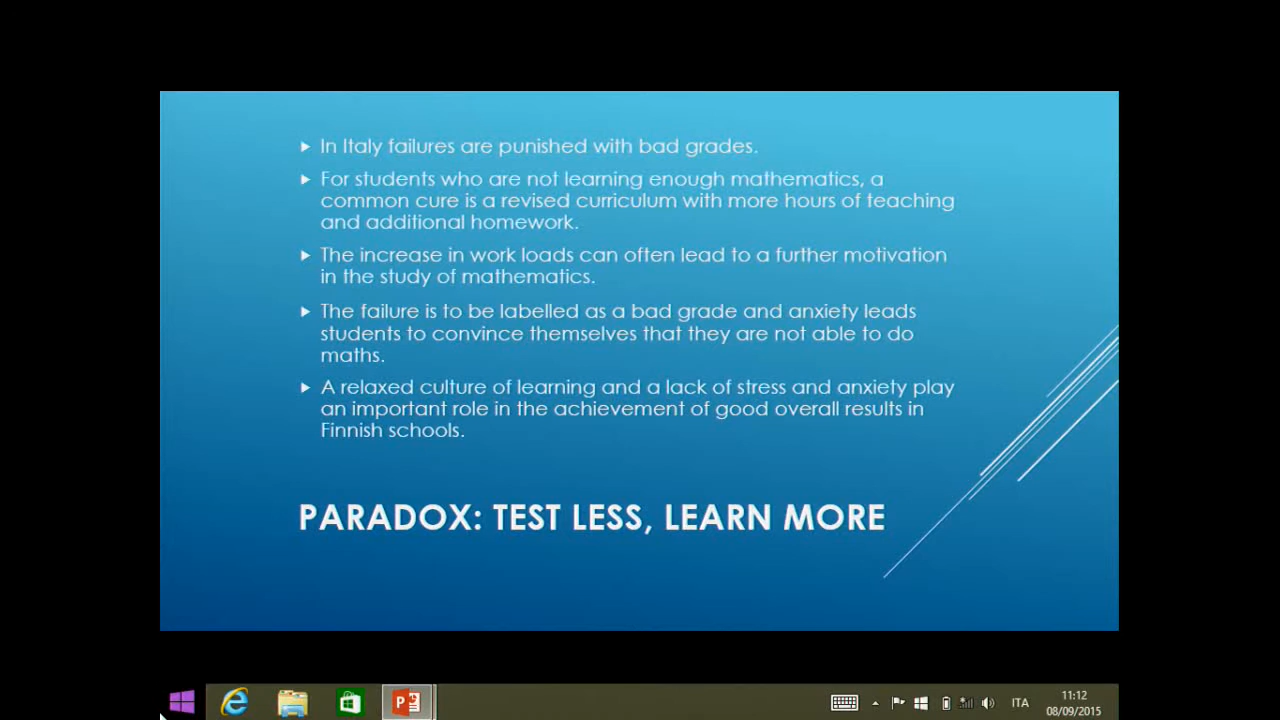 In Italy failures are punished with bad grades.
For students who are not learning enough mathematics, a
common cure is a revised curriculum with more hours of teaching
and additional homework.
The increase in work loads can often lead to a further motivation
in the study of mathematics.
The failure is to be labelled as a bad grade and anxiety leads
students to convince themselves that they are not able to do
maths.
A relaxed culture of learning and a lack of stress and anxiety play
an important role in the achievement of good overall results in
Finnish schools.
PARADOX: TEST LESS, LEARN MORE
ITA
11:12
08/09/2015